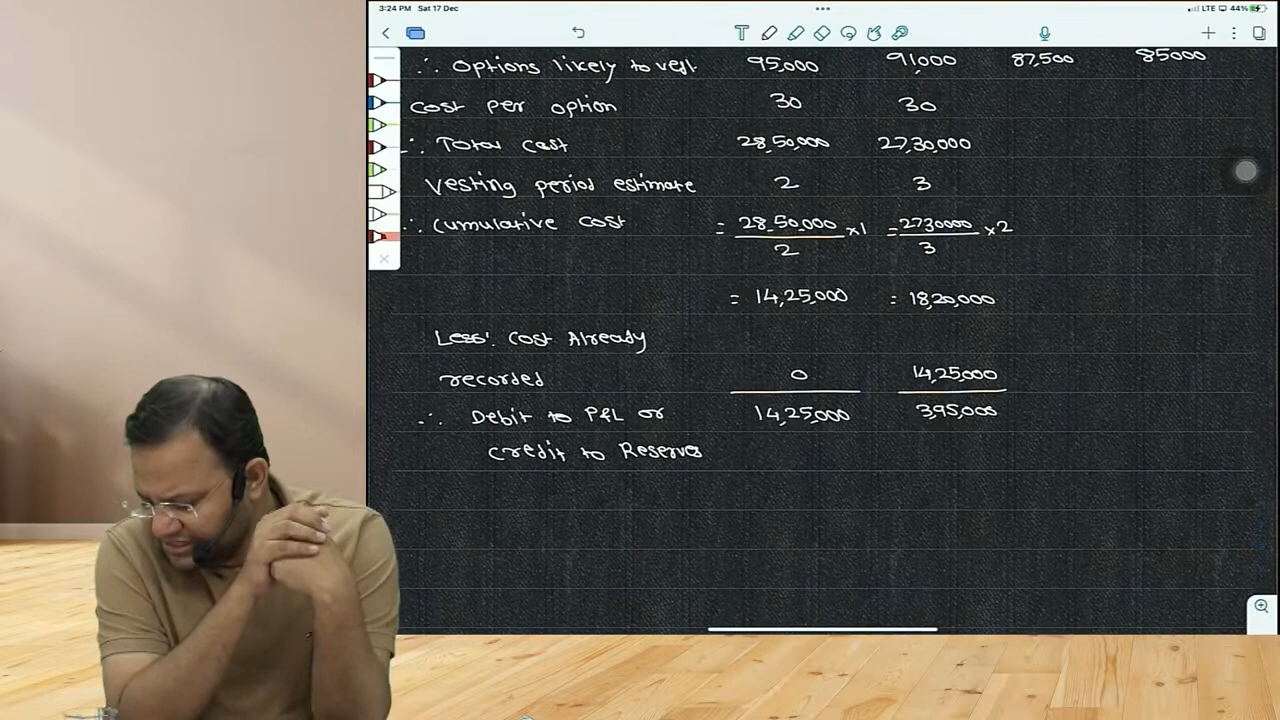 3:24 PM Sat 17 Dec ... LTE 44%
T
∴ Options likely to vest 95,000 91,000 87,500 85000
Cost per option 30 30
∴ Total Cost 28,50,000 27,30,000
Vesting period estimate 2 3
∴ Cumulative cost = 28,50,000/2 ×1 = 2730000/3 ×2
= 14,25,000 = 18,20,000
Less: Cost Already
recorded 0 14,25,000
∴ Debit to P&L or 14,25,000 3,95,000
Credit to Reserves